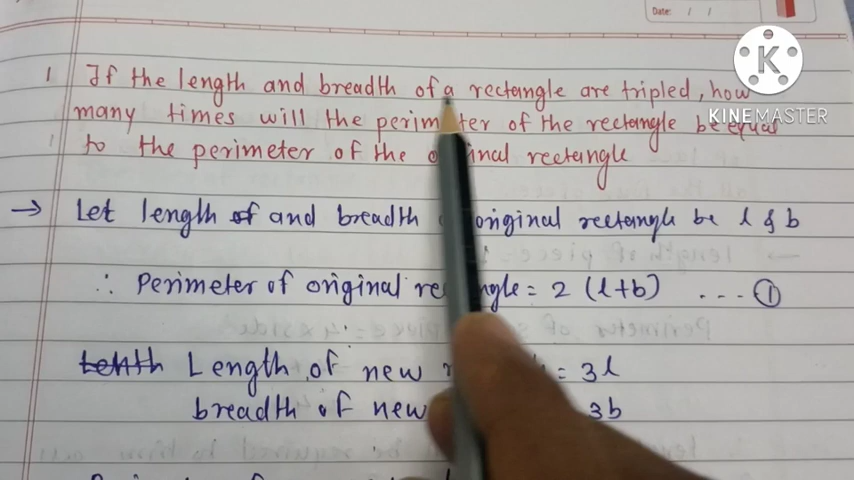 Date: / /
K
KINEMASTER
1 If the length and breadth of a rectangle are tripled, how
many times will the perimeter of the rectangle be equal
to the perimeter of the original rectangle
→ Let length of and breadth original rectangle be l & b
∴ Perimeter of original rectangle = 2 (l+b) ---- ①
Length of new = 3l
breadth of new 3b